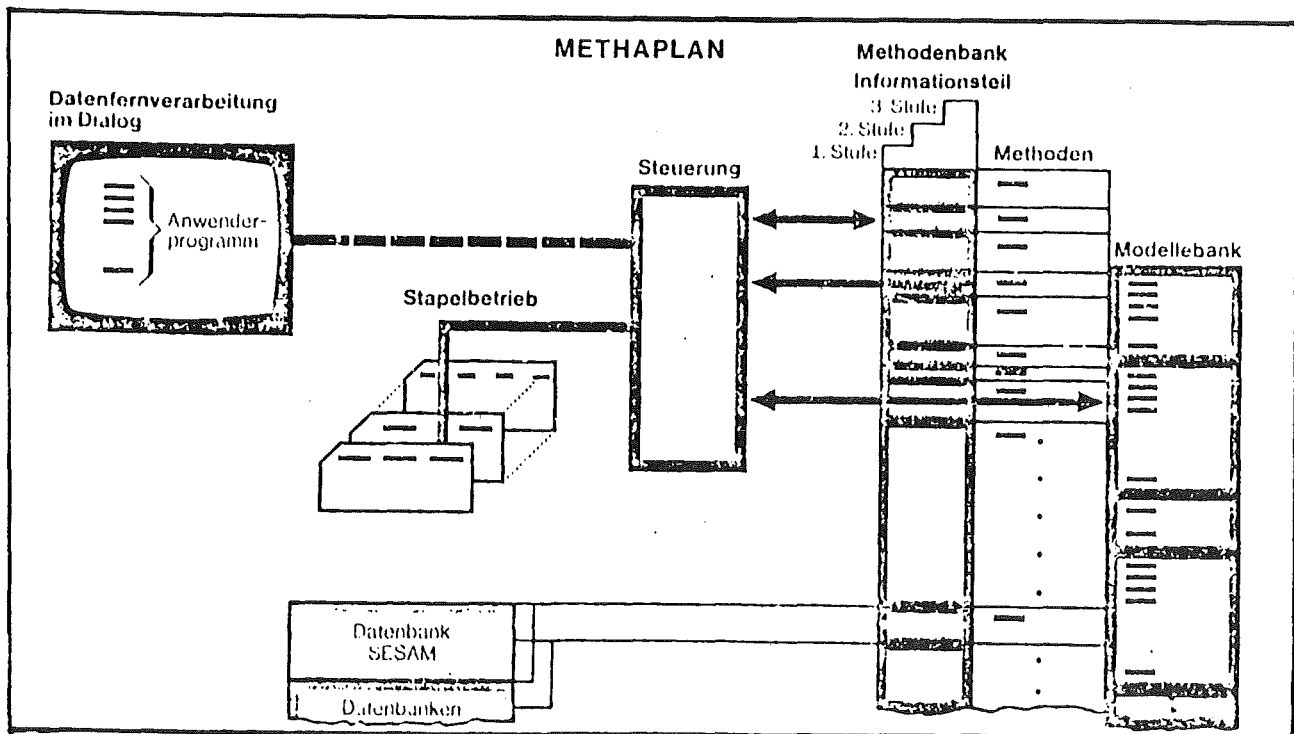 METHAPLAN
Datenfernverarbeitung
im Dialog
Anwender-
programm
Stapelbetrieb
Steuerung
Methodenbank
Informationsteil
3. Stufe
2. Stufe
1. Stufe
Methoden
Modellebank
Datenbank
SESAM
Datenbanken